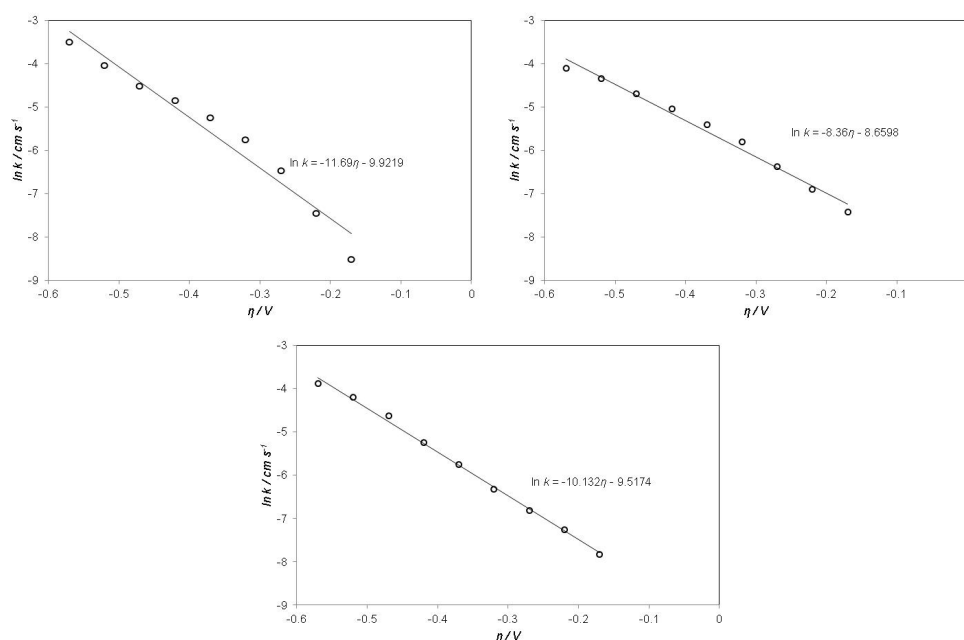 -3
-4
-5
-6
-7
-8
-9
ln k / cm s⁻¹
ln k = -11.69η - 9.9219
-0.6 -0.5 -0.4 -0.3 -0.2 -0.1 0
η / V
-3
-4
-5
-6
-7
-8
-9
ln k / cm s⁻¹
ln k = -8.36η - 8.6598
-0.6 -0.5 -0.4 -0.3 -0.2 -0.1
η / V
-3
-4
-5
-6
-7
-8
-9
ln k / cm s⁻¹
ln k = -10.132η - 9.5174
-0.6 -0.5 -0.4 -0.3 -0.2 -0.1 0
η / V